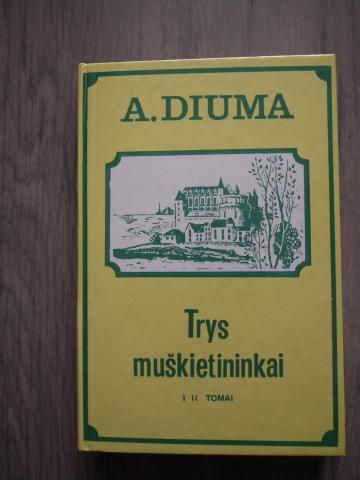 A.DIUMA
Trys
muškietininkai
I II TOMAI